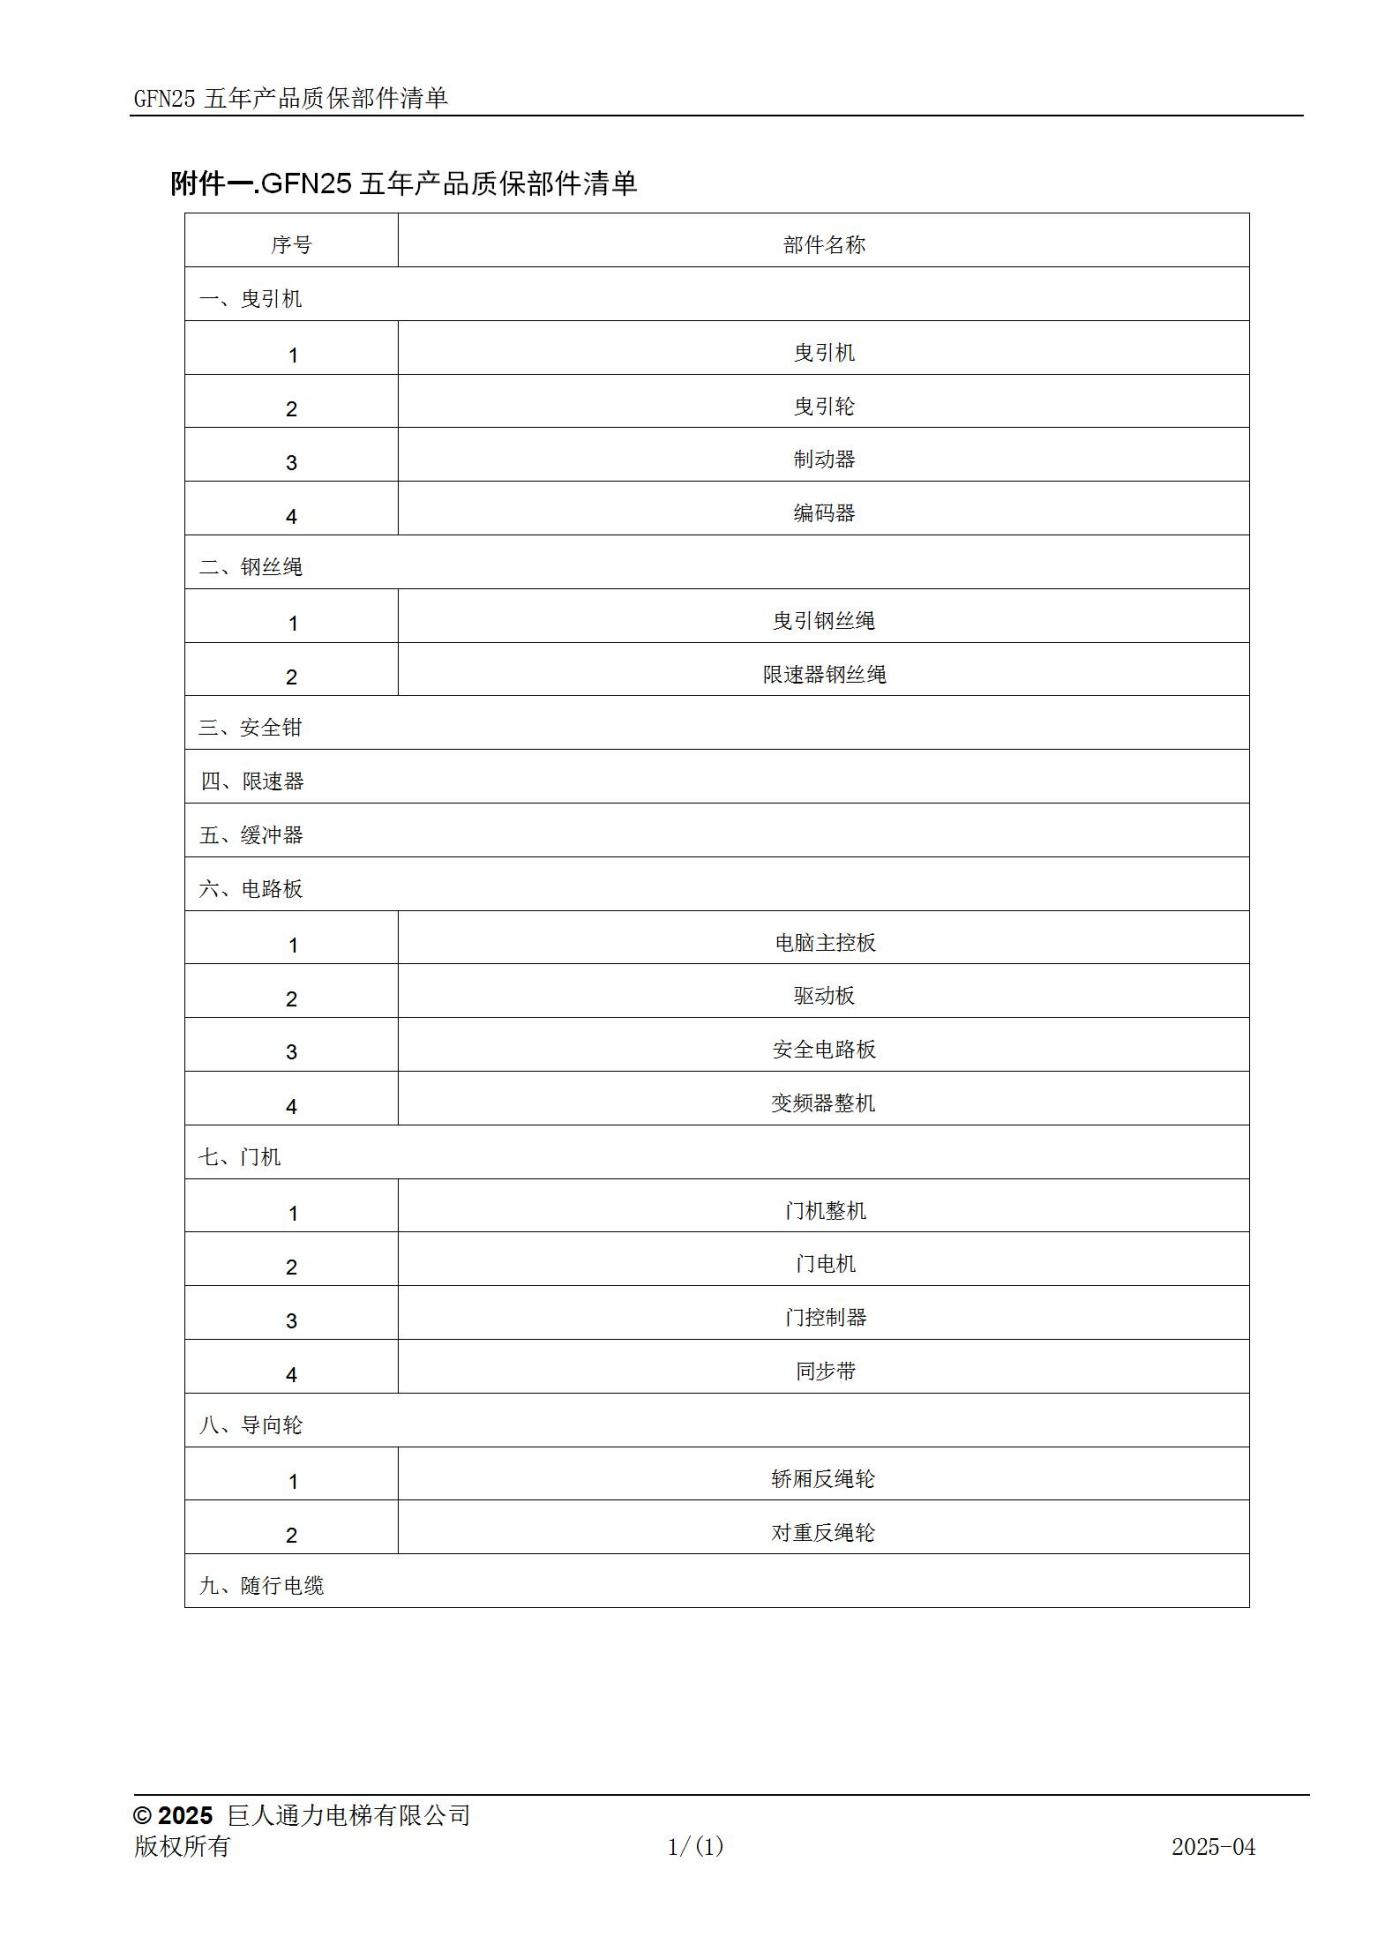 GFN25 五年产品质保部件清单
附件一.GFN25 五年产品质保部件清单
序号 部件名称
一、曳引机
1 曳引机
2 曳引轮
3 制动器
4 编码器
二、钢丝绳
1 曳引钢丝绳
2 限速器钢丝绳
三、安全钳
四、限速器
五、缓冲器
六、电路板
1 电脑主控板
2 驱动板
3 安全电路板
4 变频器整机
七、门机
1 门机整机
2 门电机
3 门控制器
4 同步带
八、导向轮
1 轿厢反绳轮
2 对重反绳轮
九、随行电缆
© 2025 巨人通力电梯有限公司
版权所有 1/(1) 2025-04